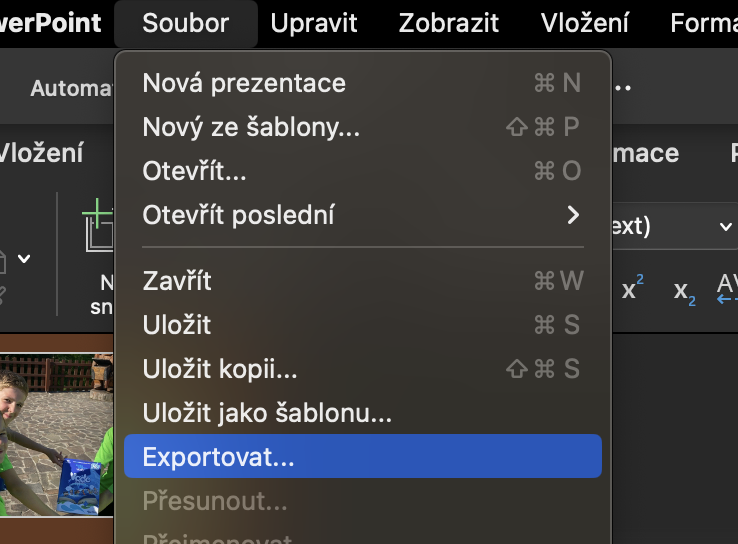 werPoint Soubor Upravit Zobrazit Vložení Forma
Automa
Vložení
mace
Nová prezentace ⌘ N
Nový ze šablony... ⇧ ⌘ P
Otevřít... ⌘ O
Otevřít poslední
ext)
Zavřít ⌘ W
N
sn
x² x₂ AV
Uložit ⌘ S
Uložit kopii... ⇧ ⌘ S
Uložit jako šablonu...
Exportovat...
Přesunout...
Přejmenovat